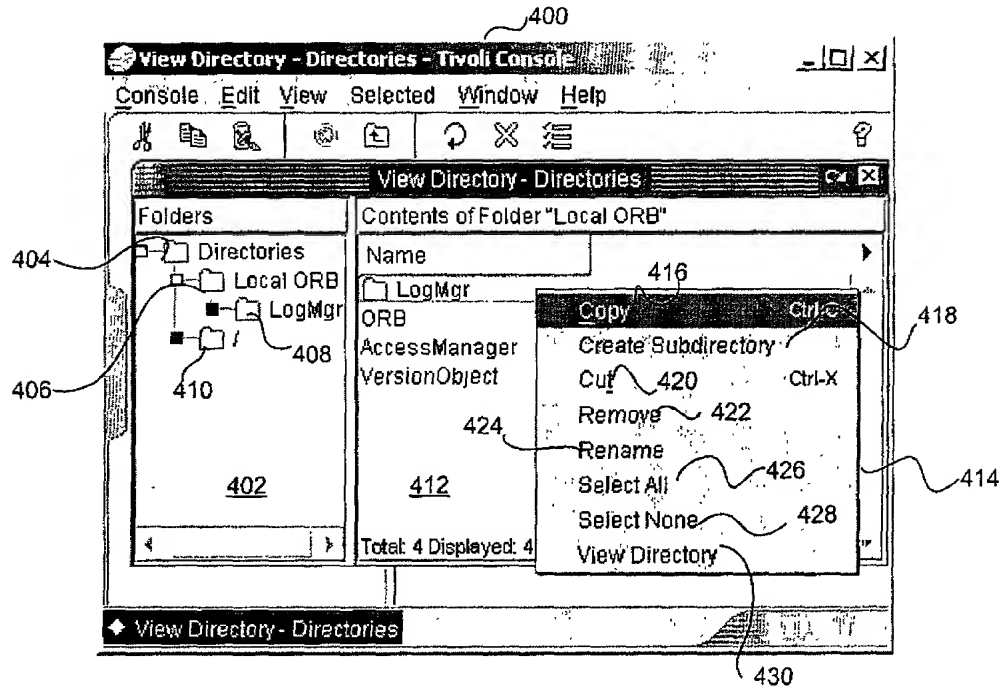 400
View Directory - Directories - Tivoli Console
Console Edit View Selected Window Help
View Directory - Directories
Folders
Contents of Folder "Local ORB"
404
Directories
Name
Local ORB
LogMgr
416
LogMgr
Copy Ctrl-C
418
ORB
408
Create Subdirectory
406
/
AccessManager
410
VersionObject
Cut
420
Ctrl-X
Remove
422
424
Rename
426
414
402
412
Select All
Select None
428
Total: 4 Displayed: 4
View Directory
View Directory - Directories
430